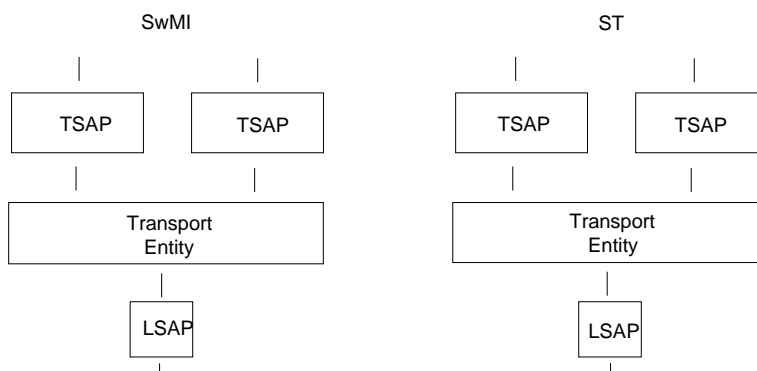 SwMI
ST
TSAP
TSAP
TSAP
TSAP
Transport
Entity
Transport
Entity
LSAP
LSAP